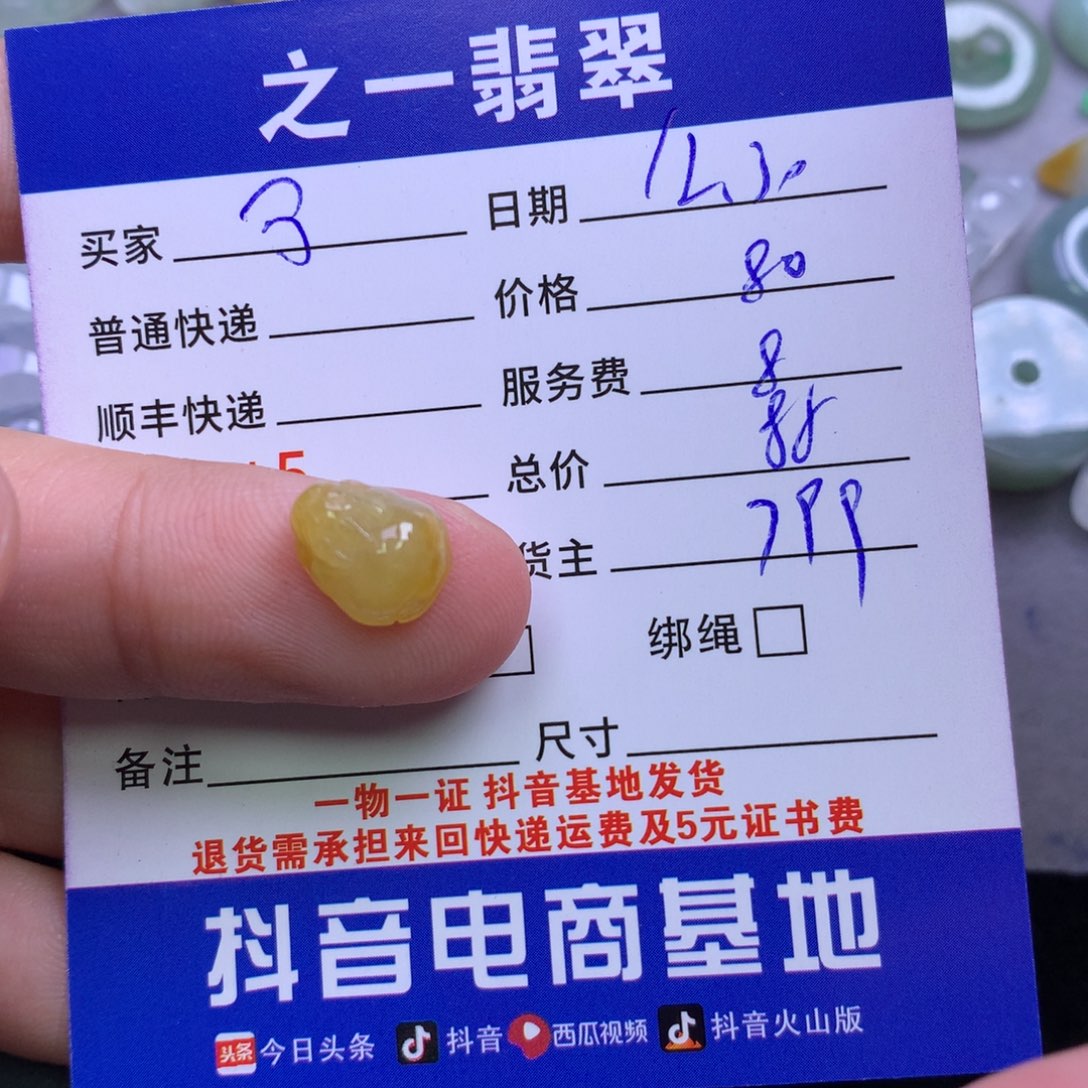 之一翡翠
买家 3 日期 12.30
普通快递 价格 80
顺丰快递 服务费 8
15 总价 88
货主 799
绑绳
备注 尺寸
一物一证 抖音基地发货
退货需承担来回快递运费及5元证书费
抖音电商基地
头条 今日头条 抖音 西瓜视频 抖音火山版